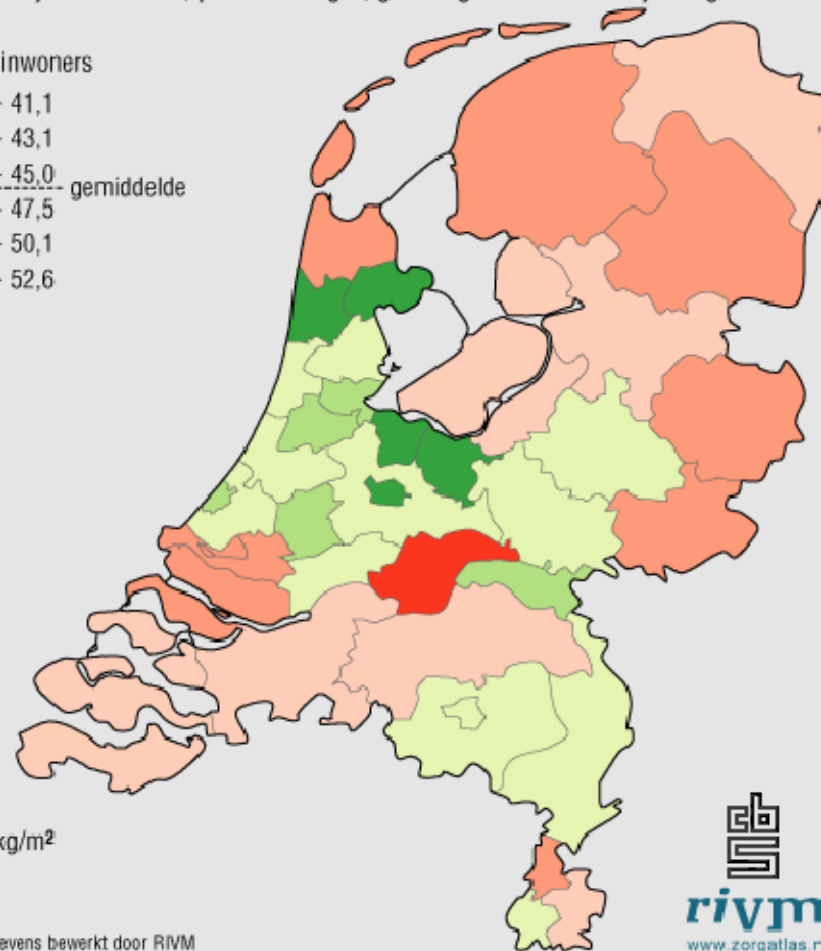 inwoners
- 41,1
- 43,1
- 45,0
gemiddelde
- 47,5
- 50,1
- 52,6
kg/m²
cbs
rivm
evens bewerkt door RIVM
www.zorgatlas.n